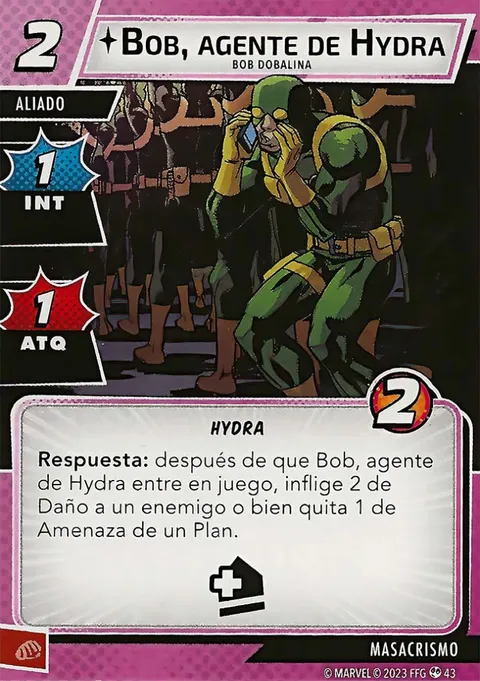 2
Bob, agente de Hydra
Bob Dobalina
ALIADO
1
INT
1
ATQ
2
HYDRA
Respuesta: después de que Bob, agente
de Hydra entre en juego, inflige 2 de
Daño a un enemigo o bien quita 1 de
Amenaza de un Plan.
MASACRISMO
© MARVEL © 2023 FFG 43